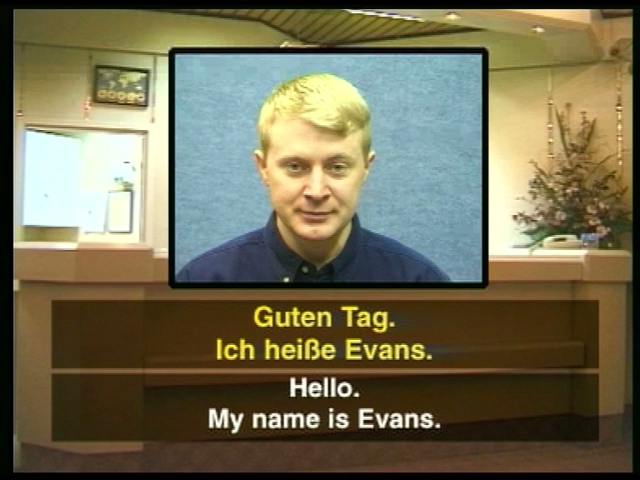 Guten Tag.
Ich heiße Evans.
Hello.
My name is Evans.